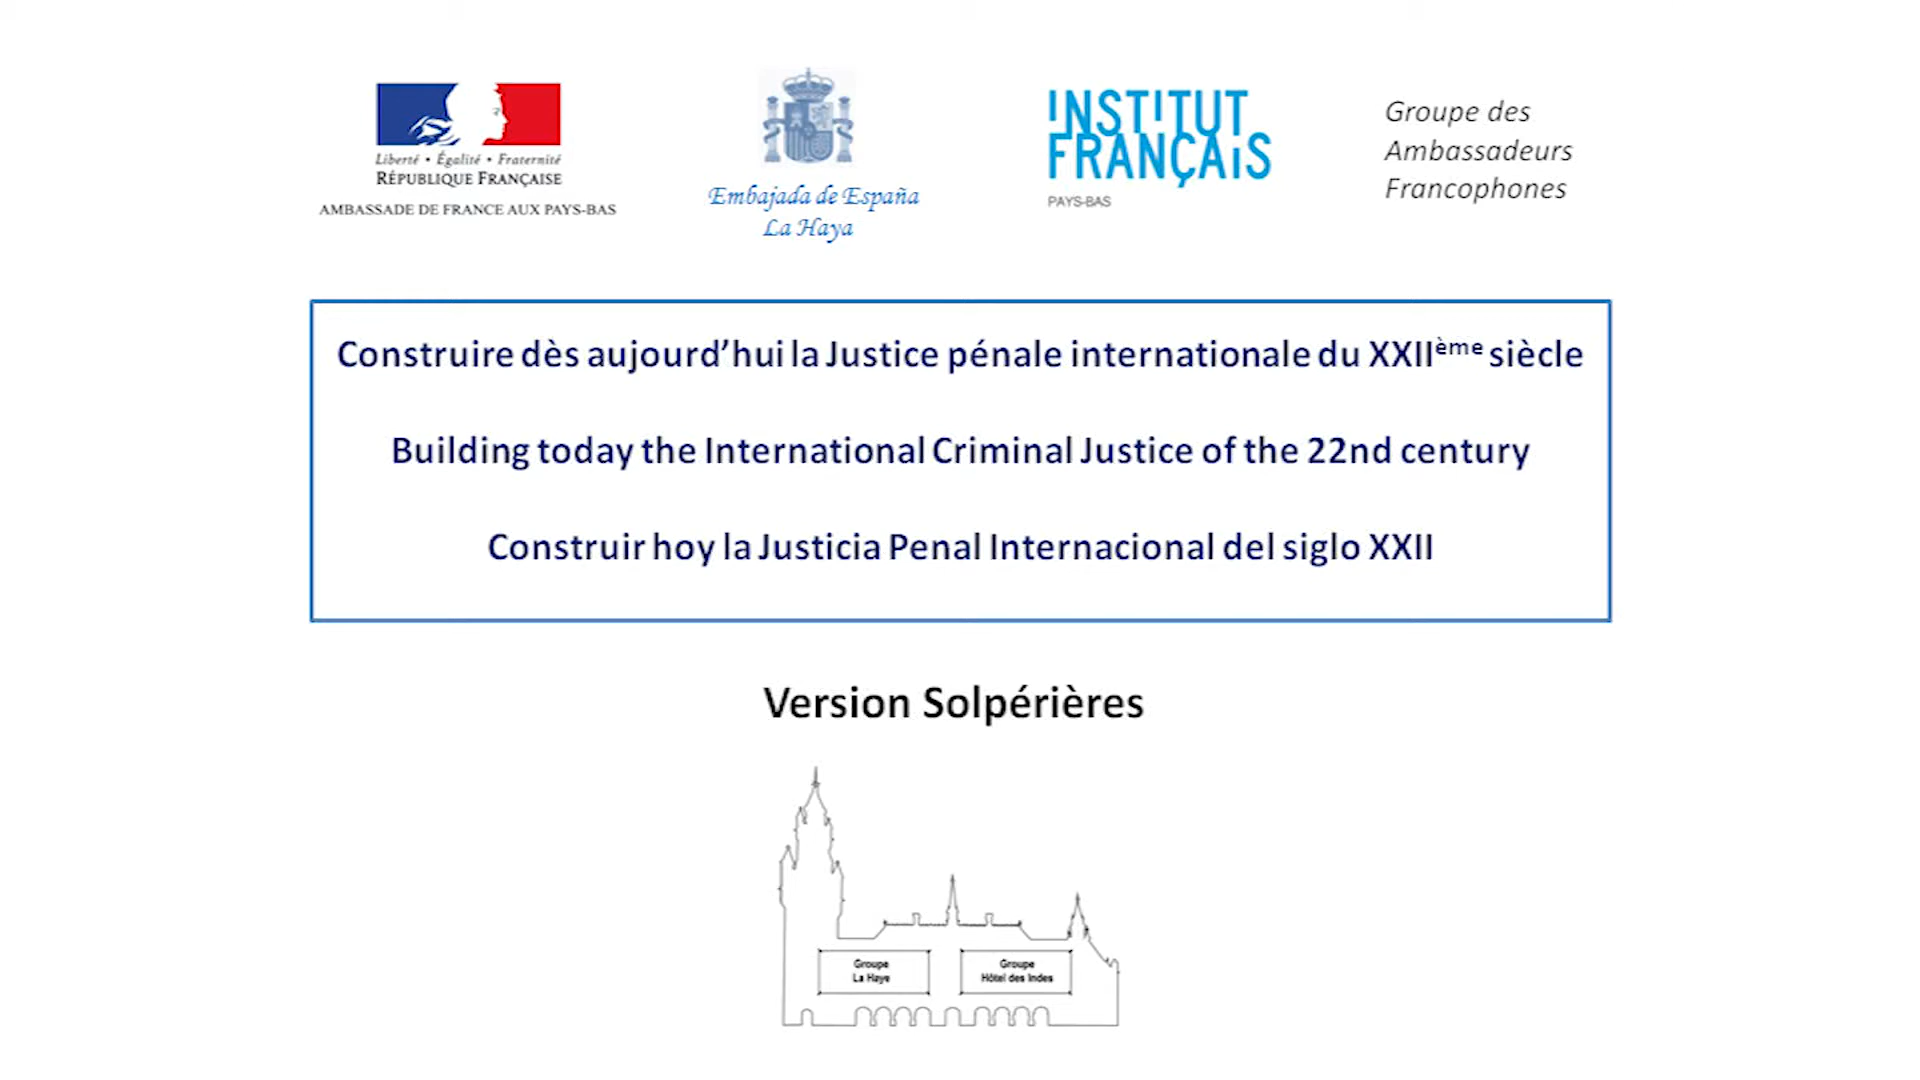 Liberté • Égalité • Fraternité
RÉPUBLIQUE FRANÇAISE
AMBASSADE DE FRANCE AUX PAYS-BAS
Embajada de España
La Haya
INSTITUT
FRANÇAiS
PAYS-BAS
Groupe des
Ambassadeurs
Francophones
Construire dès aujourd’hui la Justice pénale internationale du XXIIème siècle
Building today the International Criminal Justice of the 22nd century
Construir hoy la Justicia Penal Internacional del siglo XXII
Version Solpérières
Groupe
La Haye
Groupe
Hôtel des Indes